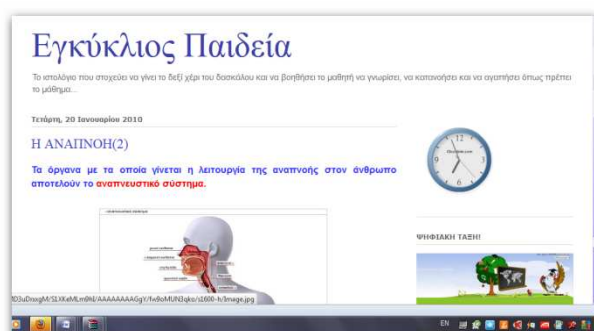 Εγκύκλιος Παιδεία
Το ιστολόγιο που στοχεύει να γίνει το δεξί χέρι του δασκάλου και να βοηθήσει το μαθητή να γνωρίσει, να κατανοήσει και να αγαπήσει όπως πρέπει
το μάθημα...
Τετάρτη, 20 Ιανουαρίου 2010
Η ΑΝΑΠΝΟΗ(2)
Τα όργανα με τα οποία γίνεται η λειτουργία της αναπνοής στον άνθρωπο
αποτελούν το αναπνευστικό σύστημα.
ΨΗΦΙΑΚΗ ΤΑΞΗ!
EN